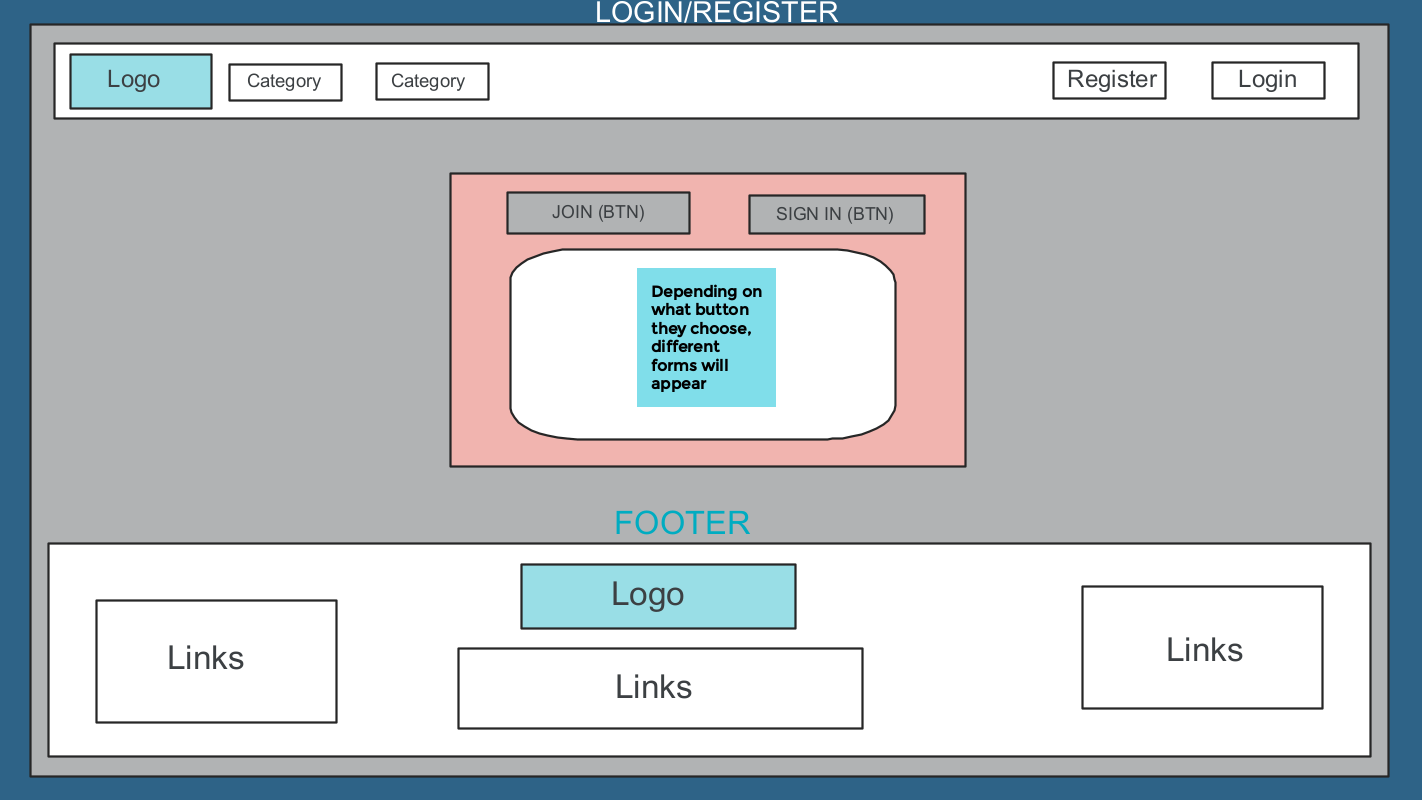 LOGIN/REGISTER
Logo
Category
Category
Register
Login
JOIN (BTN)
SIGN IN (BTN)
Depending on
what button
they choose,
different
forms will
appear
FOOTER
Logo
Links
Links
Links